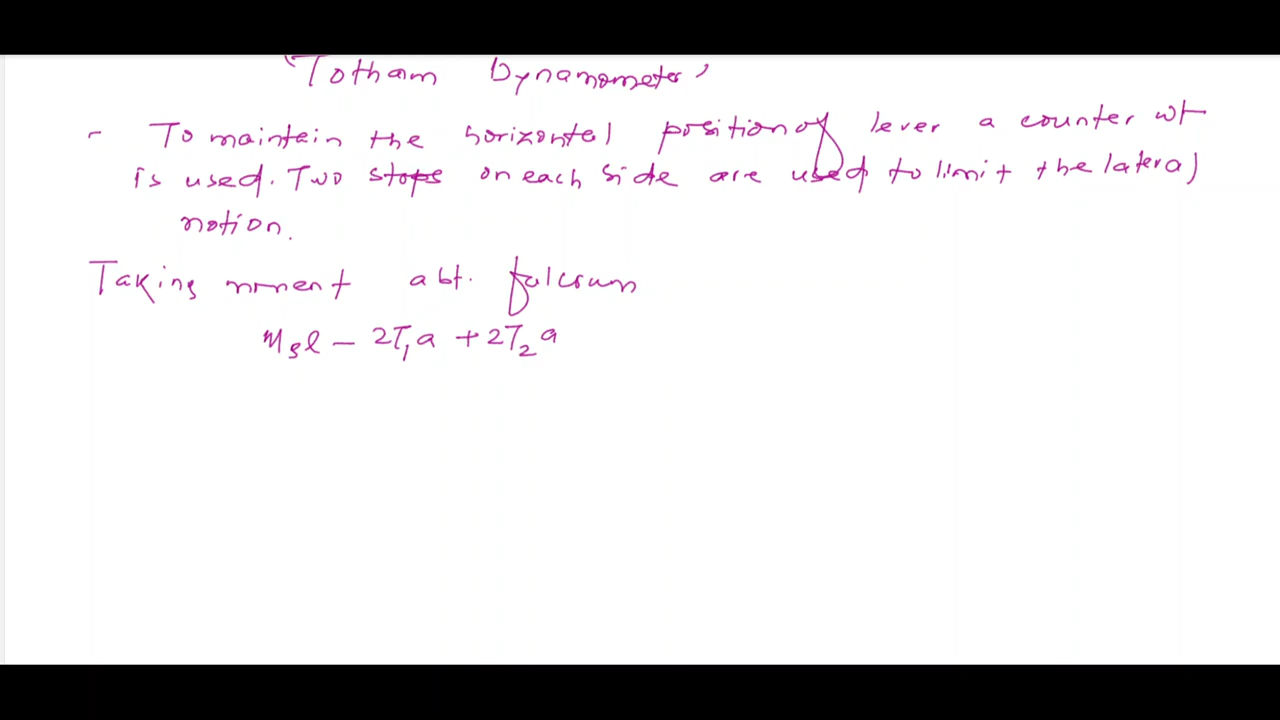 'Totham Dynamometer'
- To maintain the horizontal position of lever a counter wt
is used. Two stops on each side are used to limit the lateral
motion.
Taking moment abt. fulcrum
Mgl - 2T₁a + 2T₂a